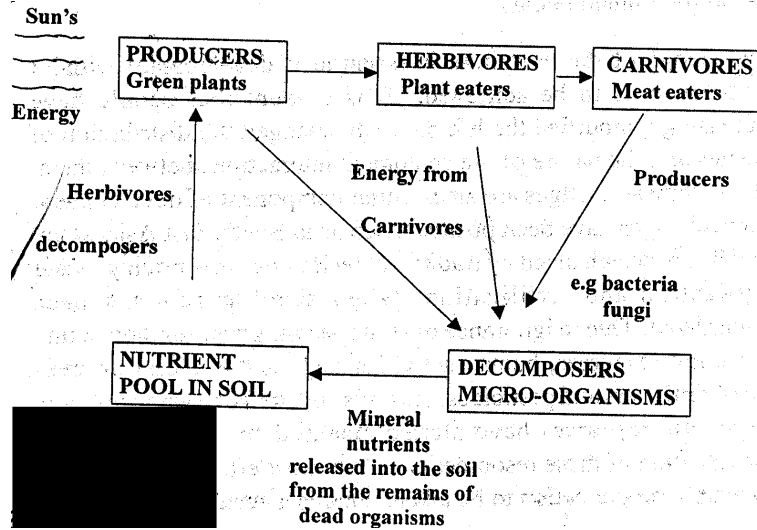 Sun's
Energy
PRODUCERS
Green plants
HERBIVORES
Plant eaters
CARNIVORES
Meat eaters
Herbivores
decomposers
Energy from
Carnivores
Producers
e.g bacteria
fungi
NUTRIENT
POOL IN SOIL
DECOMPOSERS
MICRO-ORGANISMS
Mineral
nutrients
released into the soil
from the remains of
dead organisms